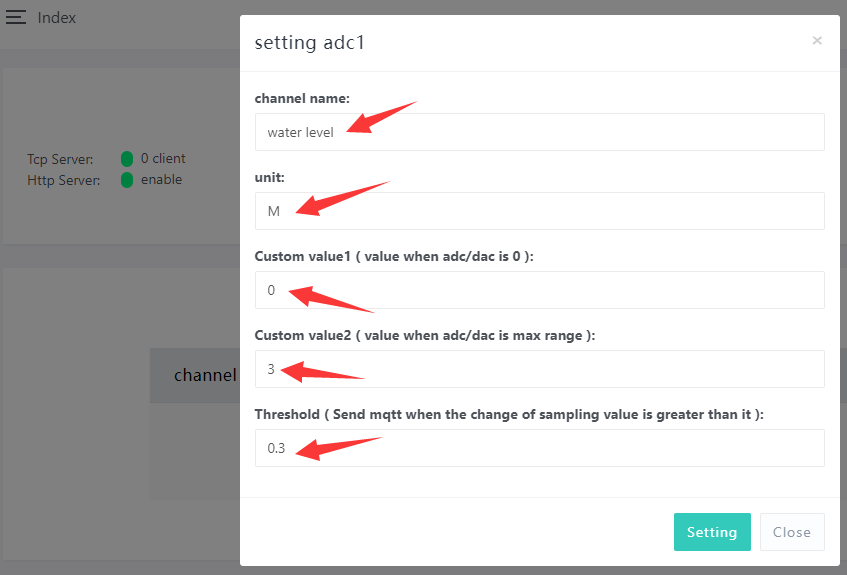 Index
setting adc1
×
channel name:
water level
unit:
M
Custom value1 ( value when adc/dac is 0 ):
0
Custom value2 ( value when adc/dac is max range ):
3
Threshold ( Send mqtt when the change of sampling value is greater than it ):
0.3
Setting Close
Tcp Server: 0 client
Http Server: enable
channel